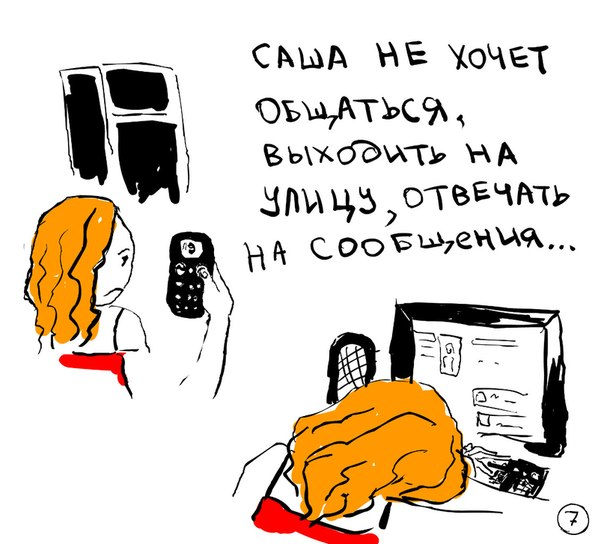 САША НЕ ХОЧЕТ
ОБЩАТЬСЯ,
ВЫХОДИТЬ НА
УЛИЦУ, ОТВЕЧАТЬ
НА СООБЩЕНИЯ...
7